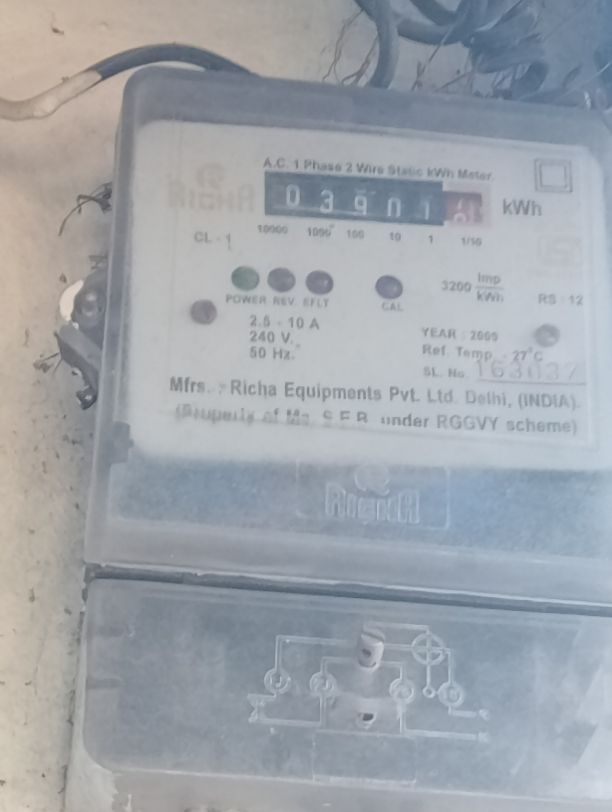 A.C. 1 Phase 2 Wire Static kWh Meter.
0 3 9 0 1 kWh
10000 1000 100 10 1 1/10
CL - 1
3200 Imp/kWh
RS : 12
POWER REV. EFLT CAL
2.5 - 10 A
240 V.
50 Hz.
YEAR : 2009
Ref. Temp. - 27°C
SL. No. 163037
Mfrs. : Richa Equipments Pvt. Ltd. Delhi, (INDIA).
(Property of S.E.B. under RGGVY scheme)
RICHA